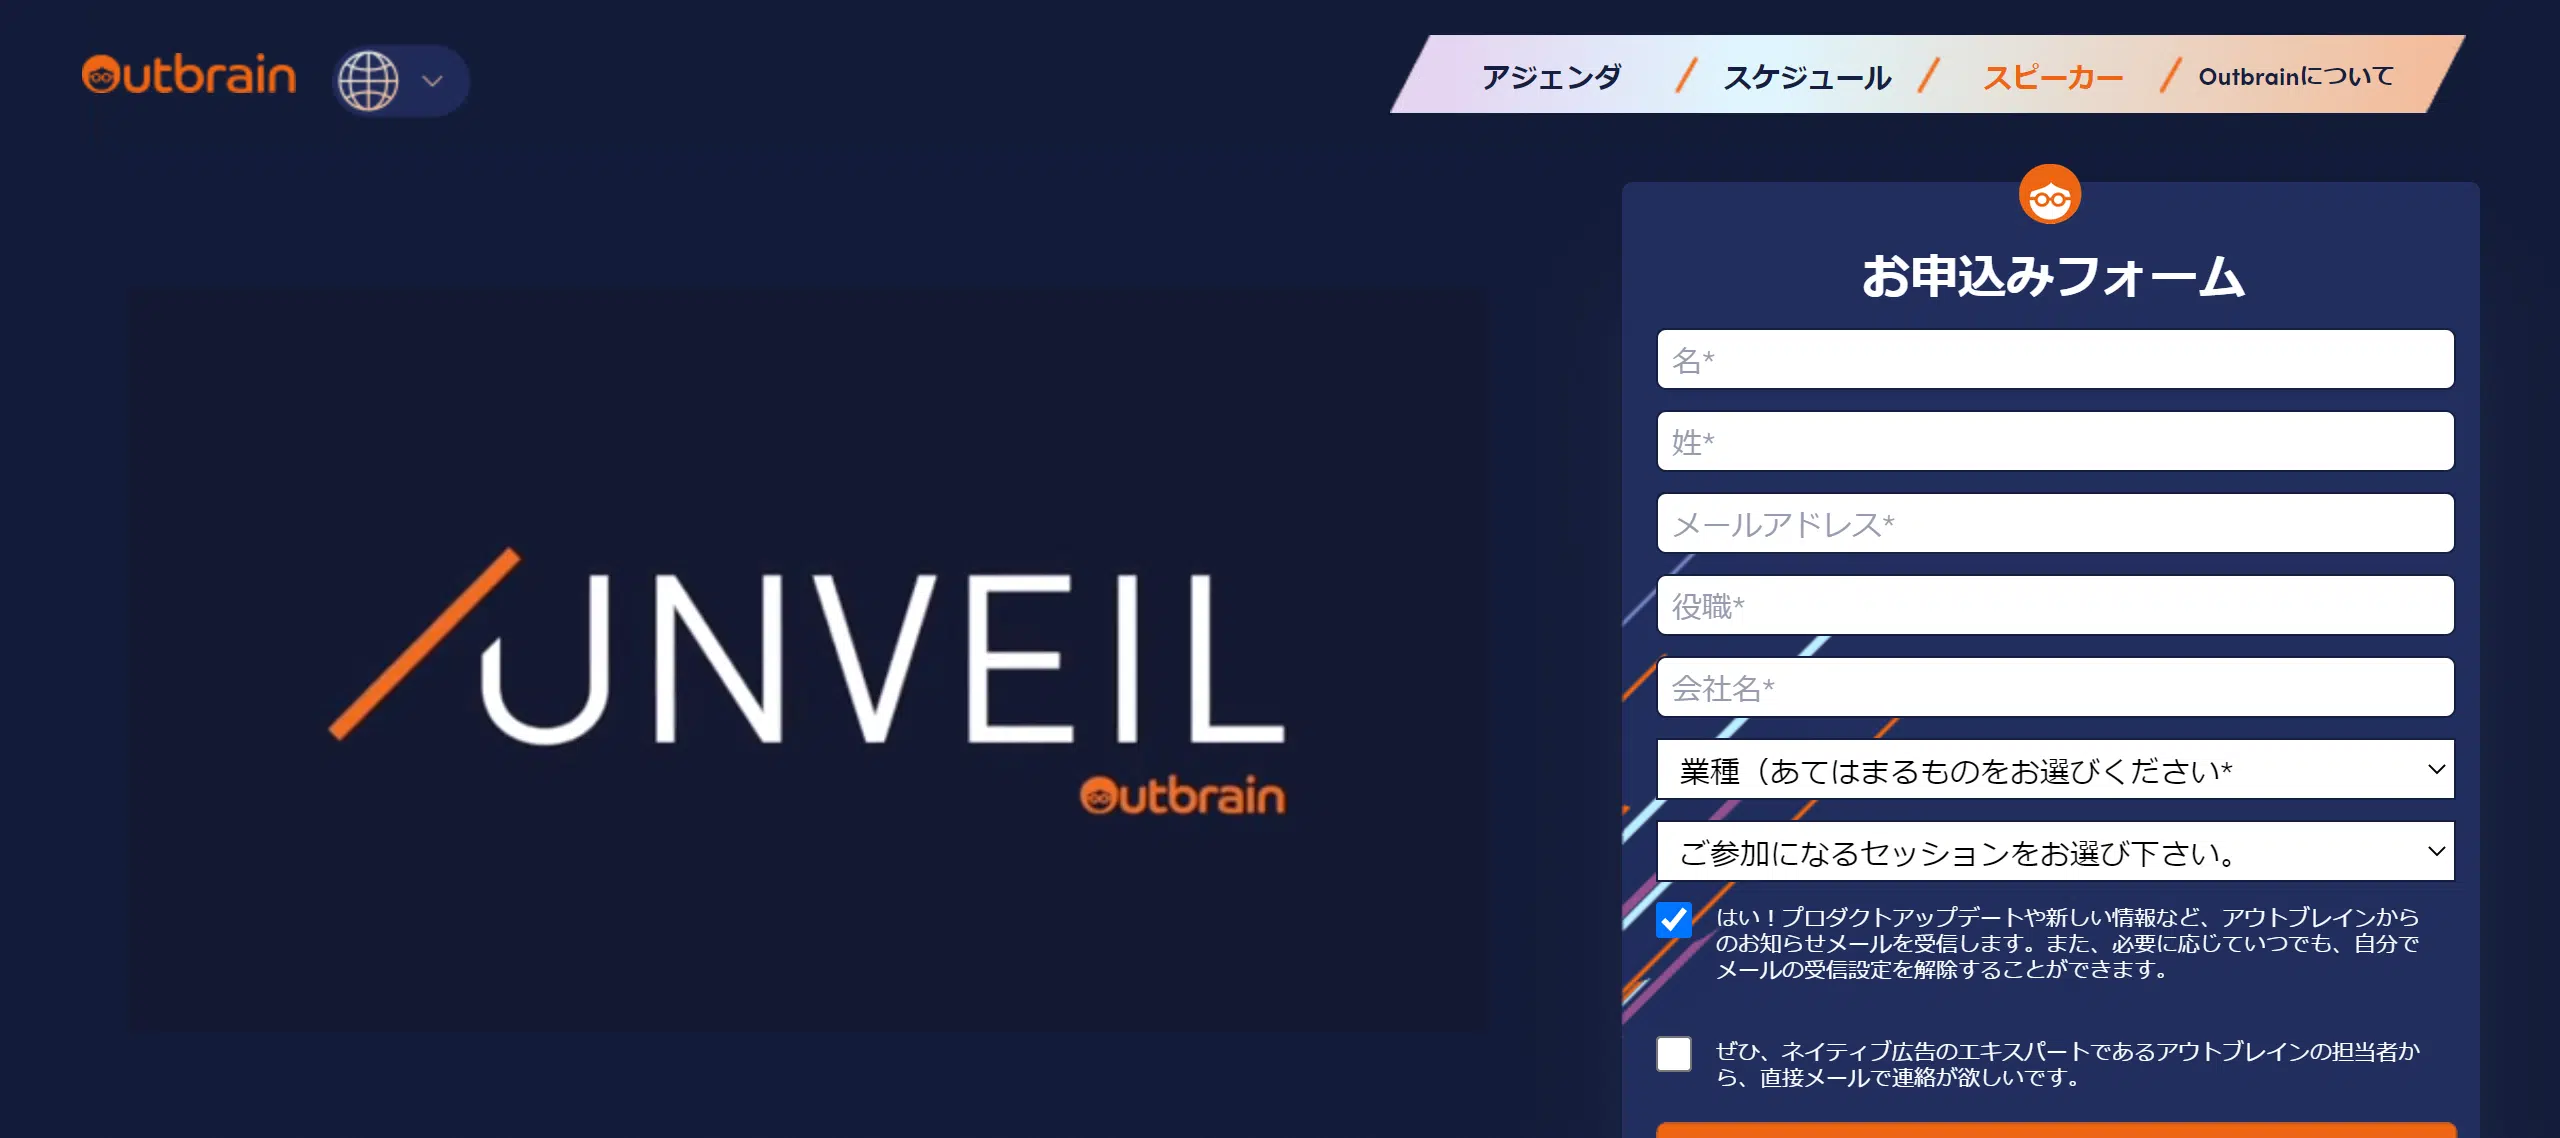 Outbrain
アジェンダ / スケジュール / スピーカー / Outbrainについて
UNVEIL
Outbrain
お申込みフォーム
名*
姓*
メールアドレス*
役職*
会社名*
業種（あてはまるものをお選びください*
ご参加になるセッションをお選び下さい。
はい！プロダクトアップデートや新しい情報など、アウトブレインから
のお知らせメールを受信します。また、必要に応じていつでも、自分で
メールの受信設定を解除することができます。
ぜひ、ネイティブ広告のエキスパートであるアウトブレインの担当者か
ら、直接メールで連絡が欲しいです。